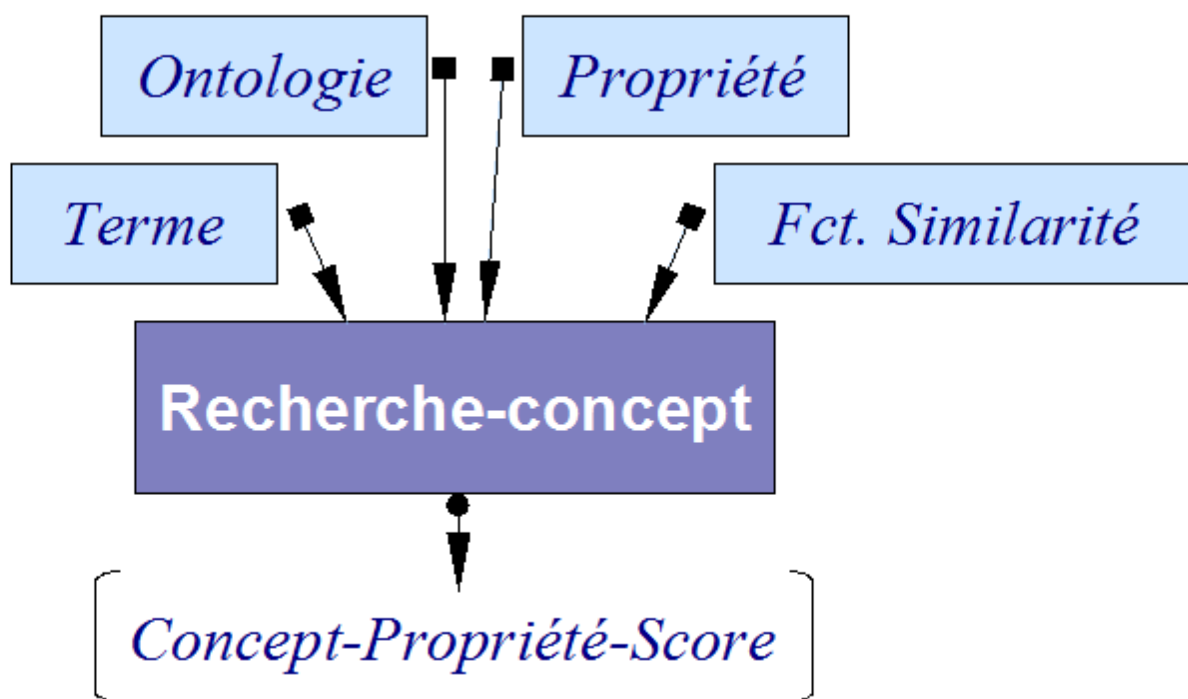 Ontologie
Propriété
Terme
Fct. Similarité
Recherche-concept
Concept-Propriété-Score